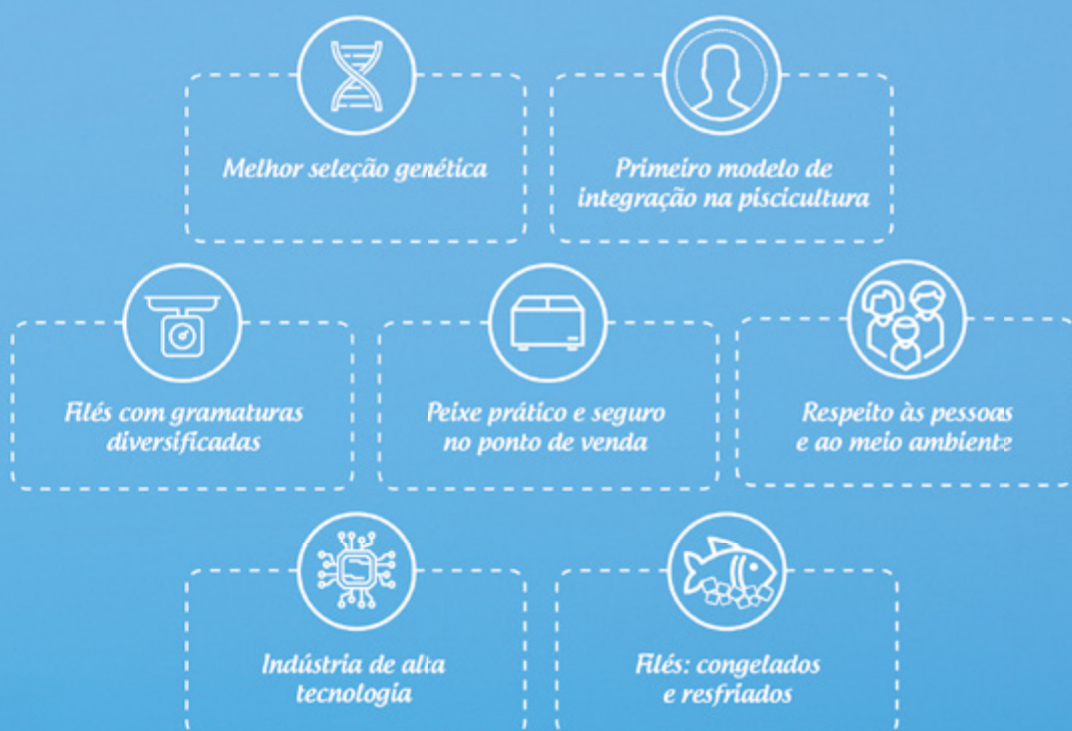 Melhor seleção genética
Primeiro modelo de
integração na piscicultura
Filés com gramaturas
diversificadas
Peixe prático e seguro
no ponto de venda
Respeito às pessoas
e ao meio ambiente
Indústria de alta
tecnologia
Filés: congelados
e resfriados